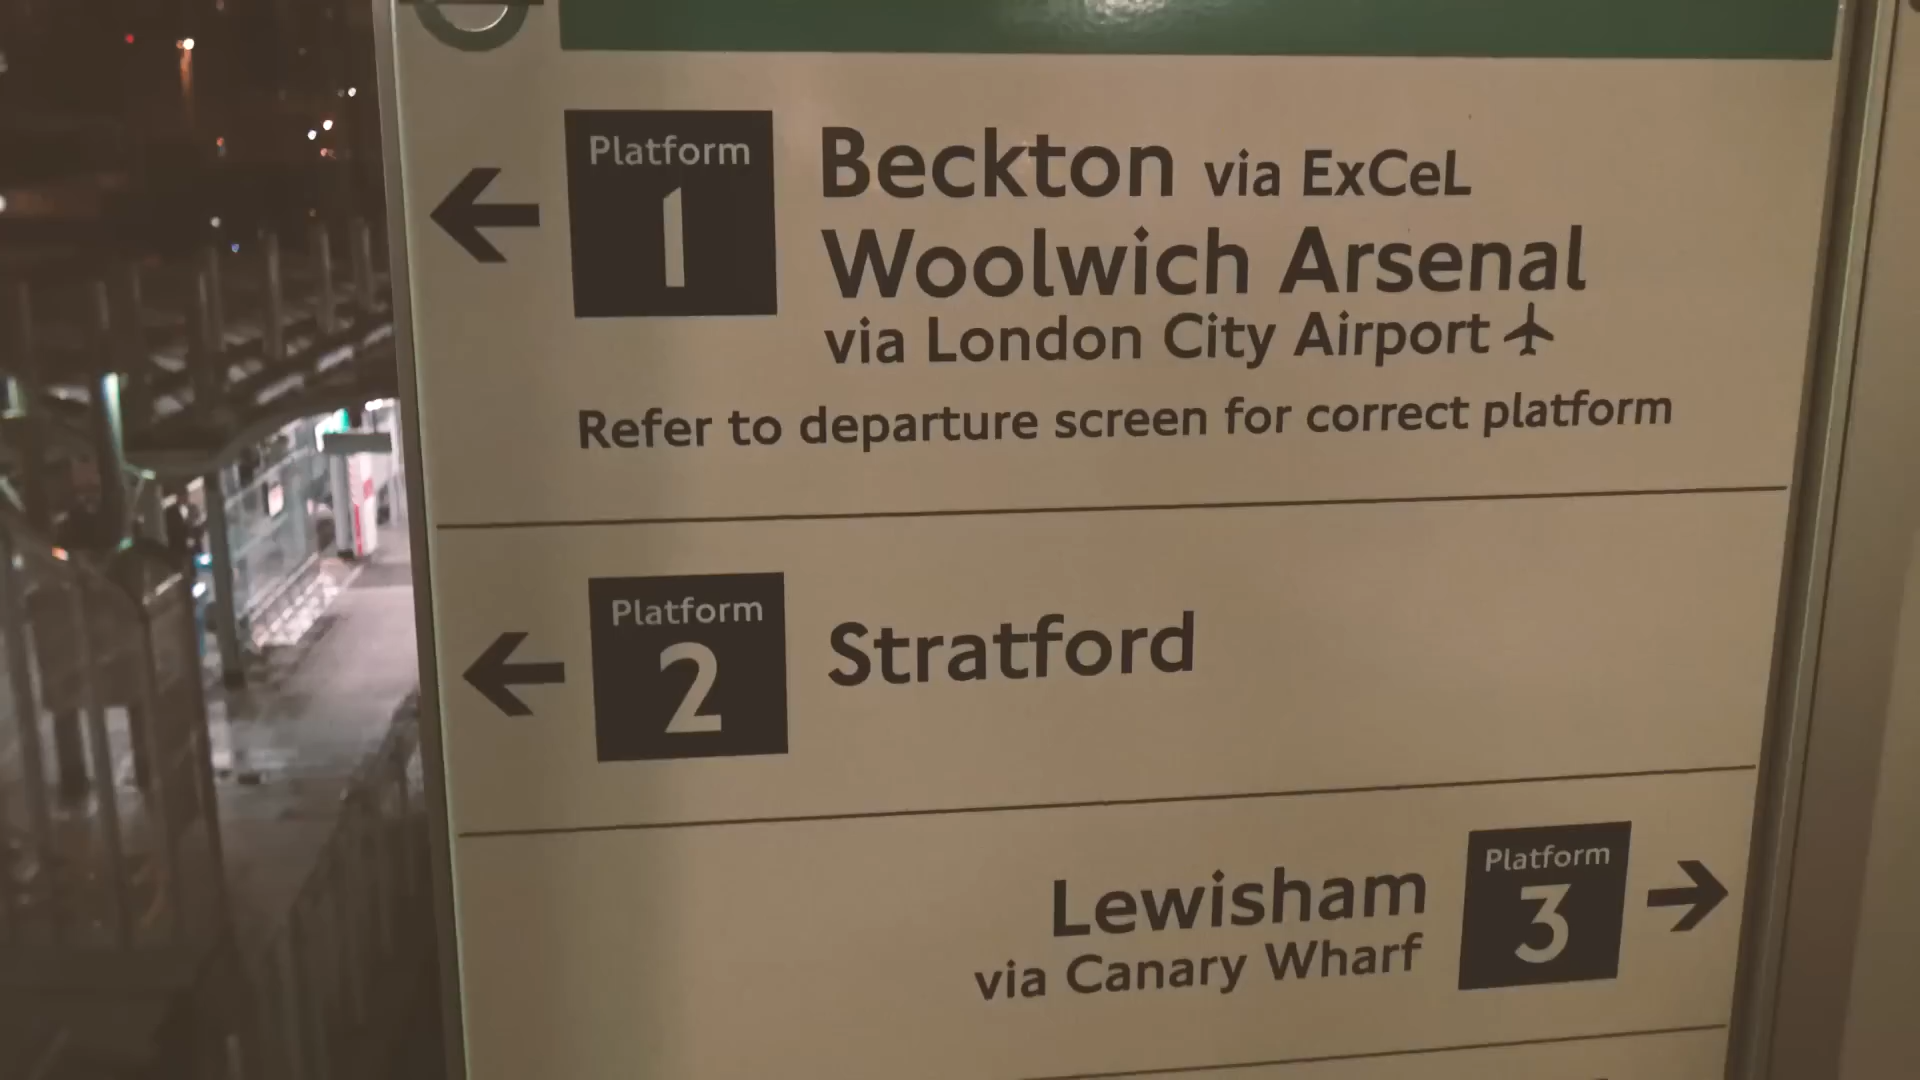 Platform
1
Beckton via ExCeL
Woolwich Arsenal
via London City Airport
Refer to departure screen for correct platform
Platform
2
Stratford
Lewisham
via Canary Wharf
Platform
3